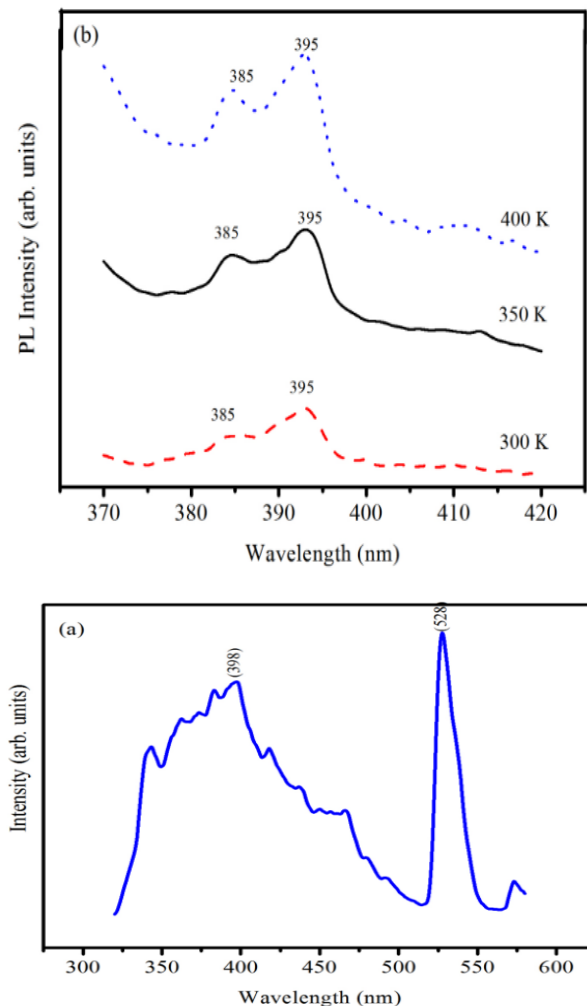 (b)
395
385
400 K
395
385
350 K
395
385
300 K
PL Intensity (arb. units)
370 380 390 400 410 420
Wavelength (nm)
(a)
(528)
(398)
Intensity (arb. units)
300 350 400 450 500 550 600
Wavelength (nm)